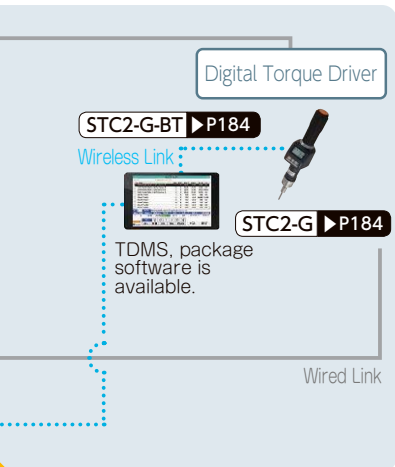 Digital Torque Driver
STC2-G-BT ▶P184
Wireless Link
STC2-G ▶P184
TDMS, package
software is
available.
Wired Link